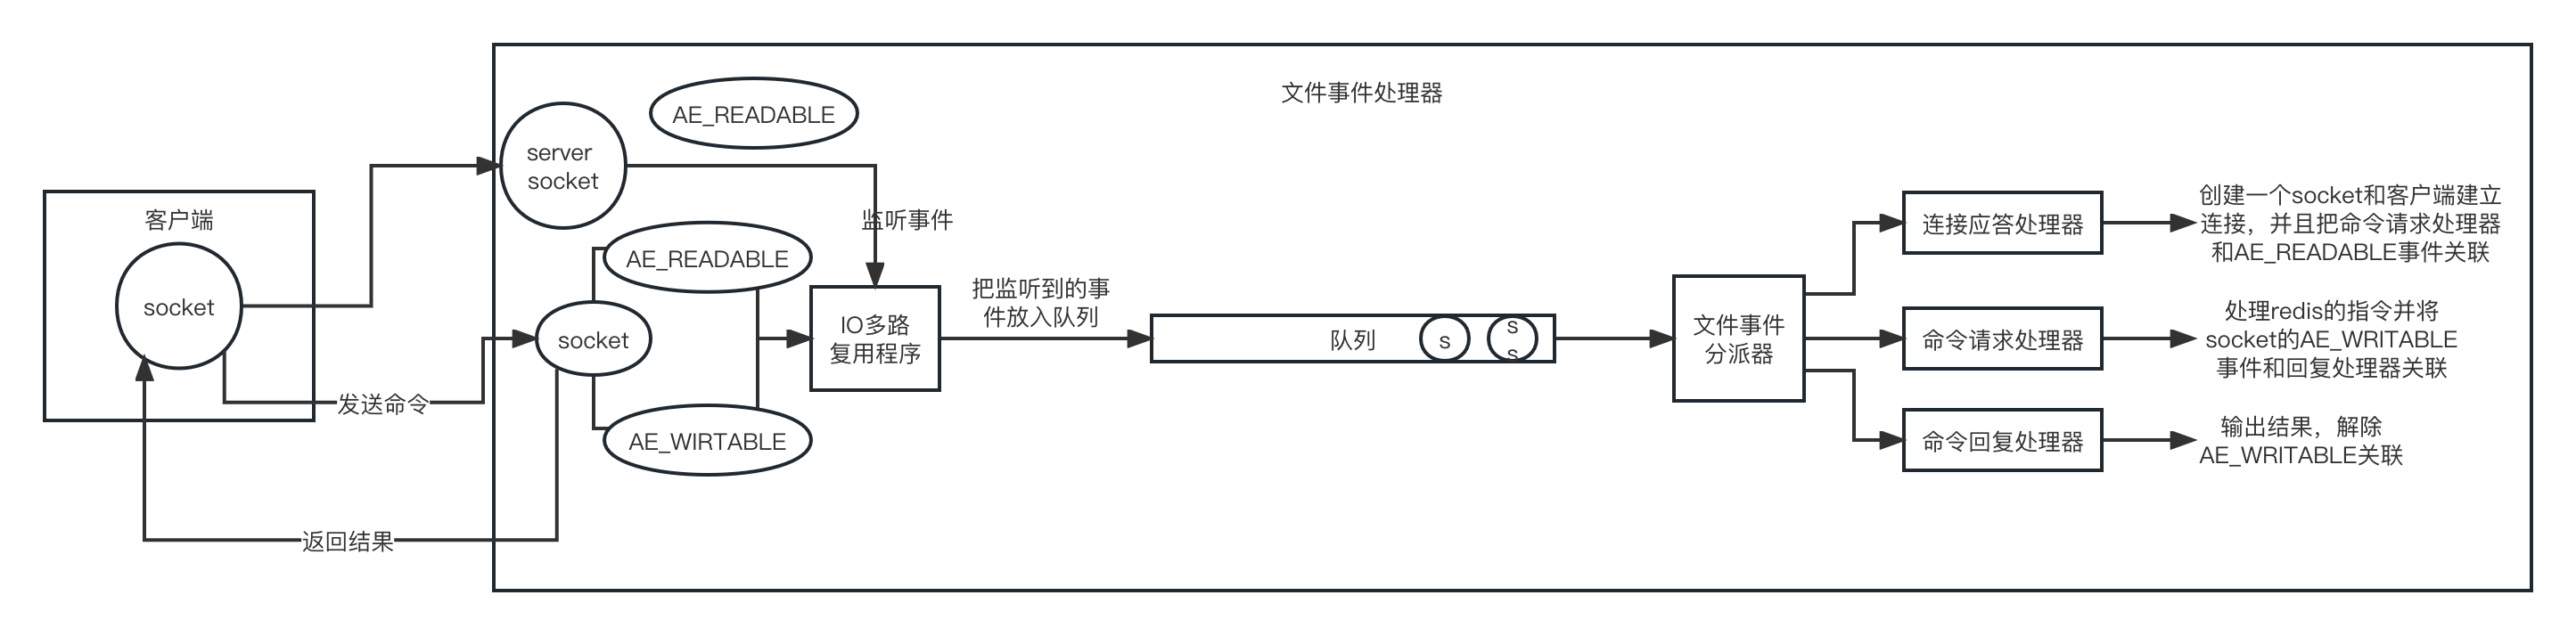 文件事件处理器
AE_READABLE
server
socket
客户端
socket
监听事件
AE_READABLE
socket
AE_WIRTABLE
IO多路
复用程序
把监听到的事
件放入队列
队列
s
s
s
文件事件
分派器
连接应答处理器
创建一个socket和客户端建立
连接，并且把命令请求处理器
和AE_READABLE事件关联
命令请求处理器
处理redis的指令并将
socket的AE_WRITABLE
事件和回复处理器关联
命令回复处理器
输出结果，解除
AE_WRITABLE关联
发送命令
返回结果